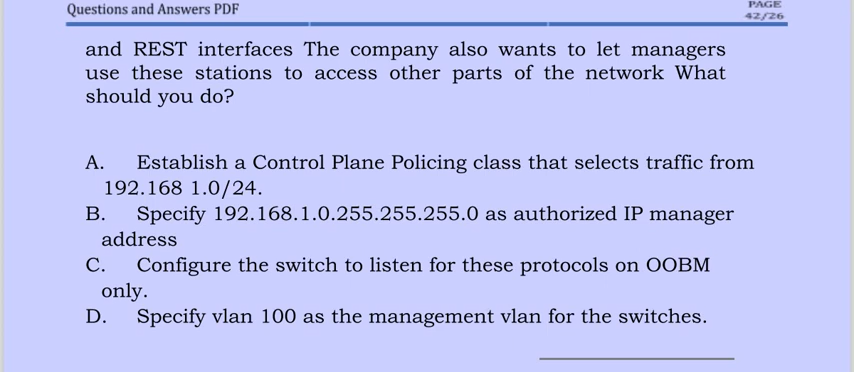 Questions and Answers PDF
PAGE
42/26
and REST interfaces The company also wants to let managers
use these stations to access other parts of the network What
should you do?
A. Establish a Control Plane Policing class that selects traffic from
192.168 1.0/24.
B. Specify 192.168.1.0.255.255.255.0 as authorized IP manager
address
C. Configure the switch to listen for these protocols on OOBM
only.
D. Specify vlan 100 as the management vlan for the switches.